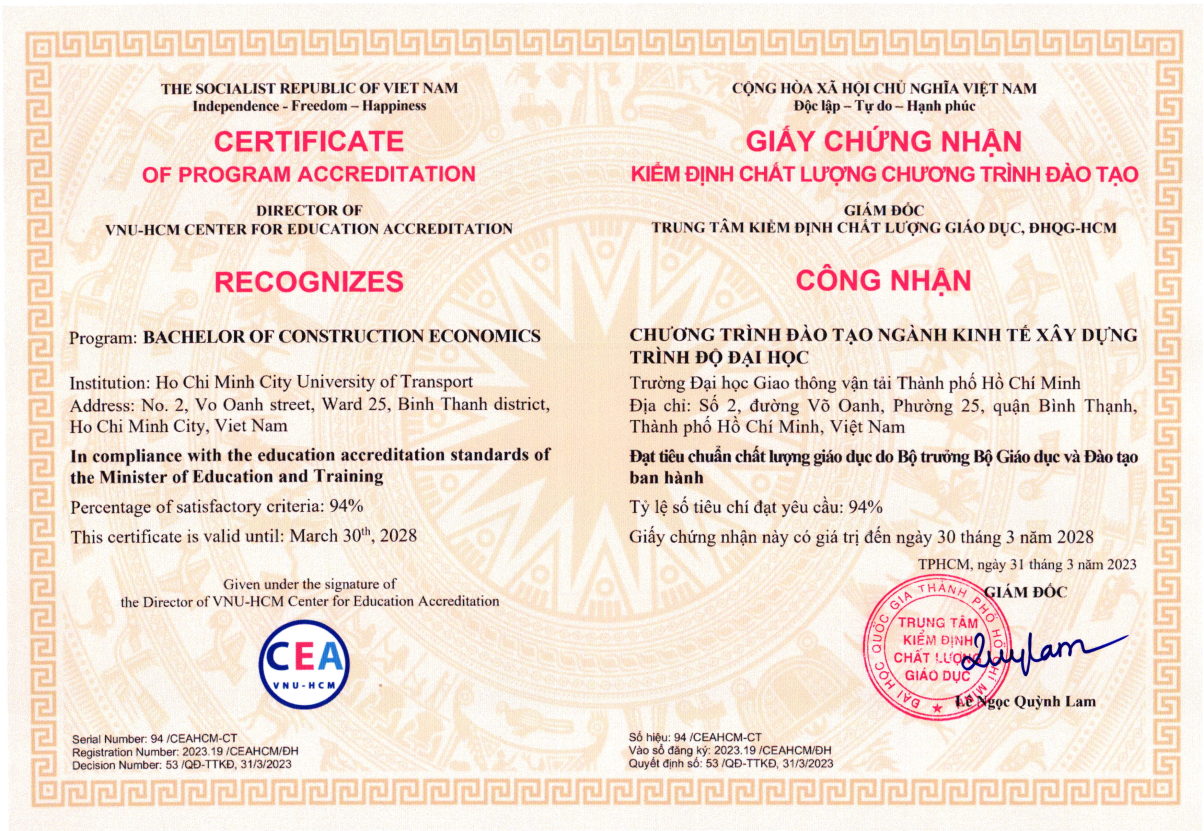 THE SOCIALIST REPUBLIC OF VIET NAM
Independence - Freedom – Happiness
CERTIFICATE
OF PROGRAM ACCREDITATION
DIRECTOR OF
VNU-HCM CENTER FOR EDUCATION ACCREDITATION
RECOGNIZES
Program: BACHELOR OF CONSTRUCTION ECONOMICS
Institution: Ho Chi Minh City University of Transport
Address: No. 2, Vo Oanh street, Ward 25, Binh Thanh district,
Ho Chi Minh City, Viet Nam
In compliance with the education accreditation standards of
the Minister of Education and Training
Percentage of satisfactory criteria: 94%
This certificate is valid until: March 30th, 2028
Given under the signature of
the Director of VNU-HCM Center for Education Accreditation
CEA
VNU-HCM
Serial Number: 94 /CEAHCM-CT
Registration Number: 2023.19 /CEAHCM/ĐH
Decision Number: 53 /QĐ-TTKĐ, 31/3/2023
CỘNG HÒA XÃ HỘI CHỦ NGHĨA VIỆT NAM
Độc lập – Tự do – Hạnh phúc
GIẤY CHỨNG NHẬN
KIỂM ĐỊNH CHẤT LƯỢNG CHƯƠNG TRÌNH ĐÀO TẠO
GIÁM ĐỐC
TRUNG TÂM KIỂM ĐỊNH CHẤT LƯỢNG GIÁO DỤC, ĐHQG-HCM
CÔNG NHẬN
CHƯƠNG TRÌNH ĐÀO TẠO NGÀNH KINH TẾ XÂY DỰNG
TRÌNH ĐỘ ĐẠI HỌC
Trường Đại học Giao thông vận tải Thành phố Hồ Chí Minh
Địa chỉ: Số 2, đường Võ Oanh, Phường 25, quận Bình Thạnh,
Thành phố Hồ Chí Minh, Việt Nam
Đạt tiêu chuẩn chất lượng giáo dục do Bộ trưởng Bộ Giáo dục và Đào tạo
ban hành
Tỷ lệ số tiêu chí đạt yêu cầu: 94%
Giấy chứng nhận này có giá trị đến ngày 30 tháng 3 năm 2028
TPHCM, ngày 31 tháng 3 năm 2023
GIÁM ĐỐC
ĐẠI HỌC QUỐC GIA THÀNH PHỐ HỒ CHÍ MINH
TRUNG TÂM
KIỂM ĐỊNH
CHẤT LƯỢNG
GIÁO DỤC
Quylam
Lê Ngọc Quỳnh Lam
Số hiệu: 94 /CEAHCM-CT
Vào sổ đăng ký: 2023.19 /CEAHCM/ĐH
Quyết định số: 53 /QĐ-TTKĐ, 31/3/2023